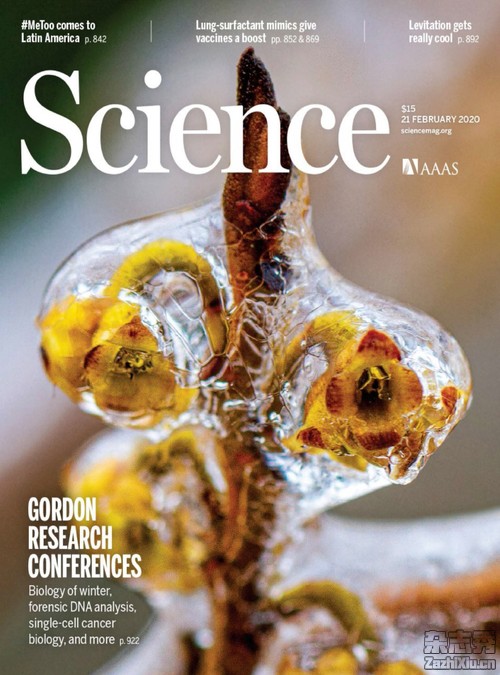 #MeToo comes to
Latin America p. 842
Lung-surfactant mimics give
vaccines a boost pp. 852 & 869
Levitation gets
really cool p. 892
Science
$15
21 FEBRUARY 2020
sciencemag.org
AAAS
GORDON
RESEARCH
CONFERENCES
Biology of winter,
forensic DNA analysis,
single-cell cancer
biology, and more p. 922
杂志秀
ZazhiXiu.cn